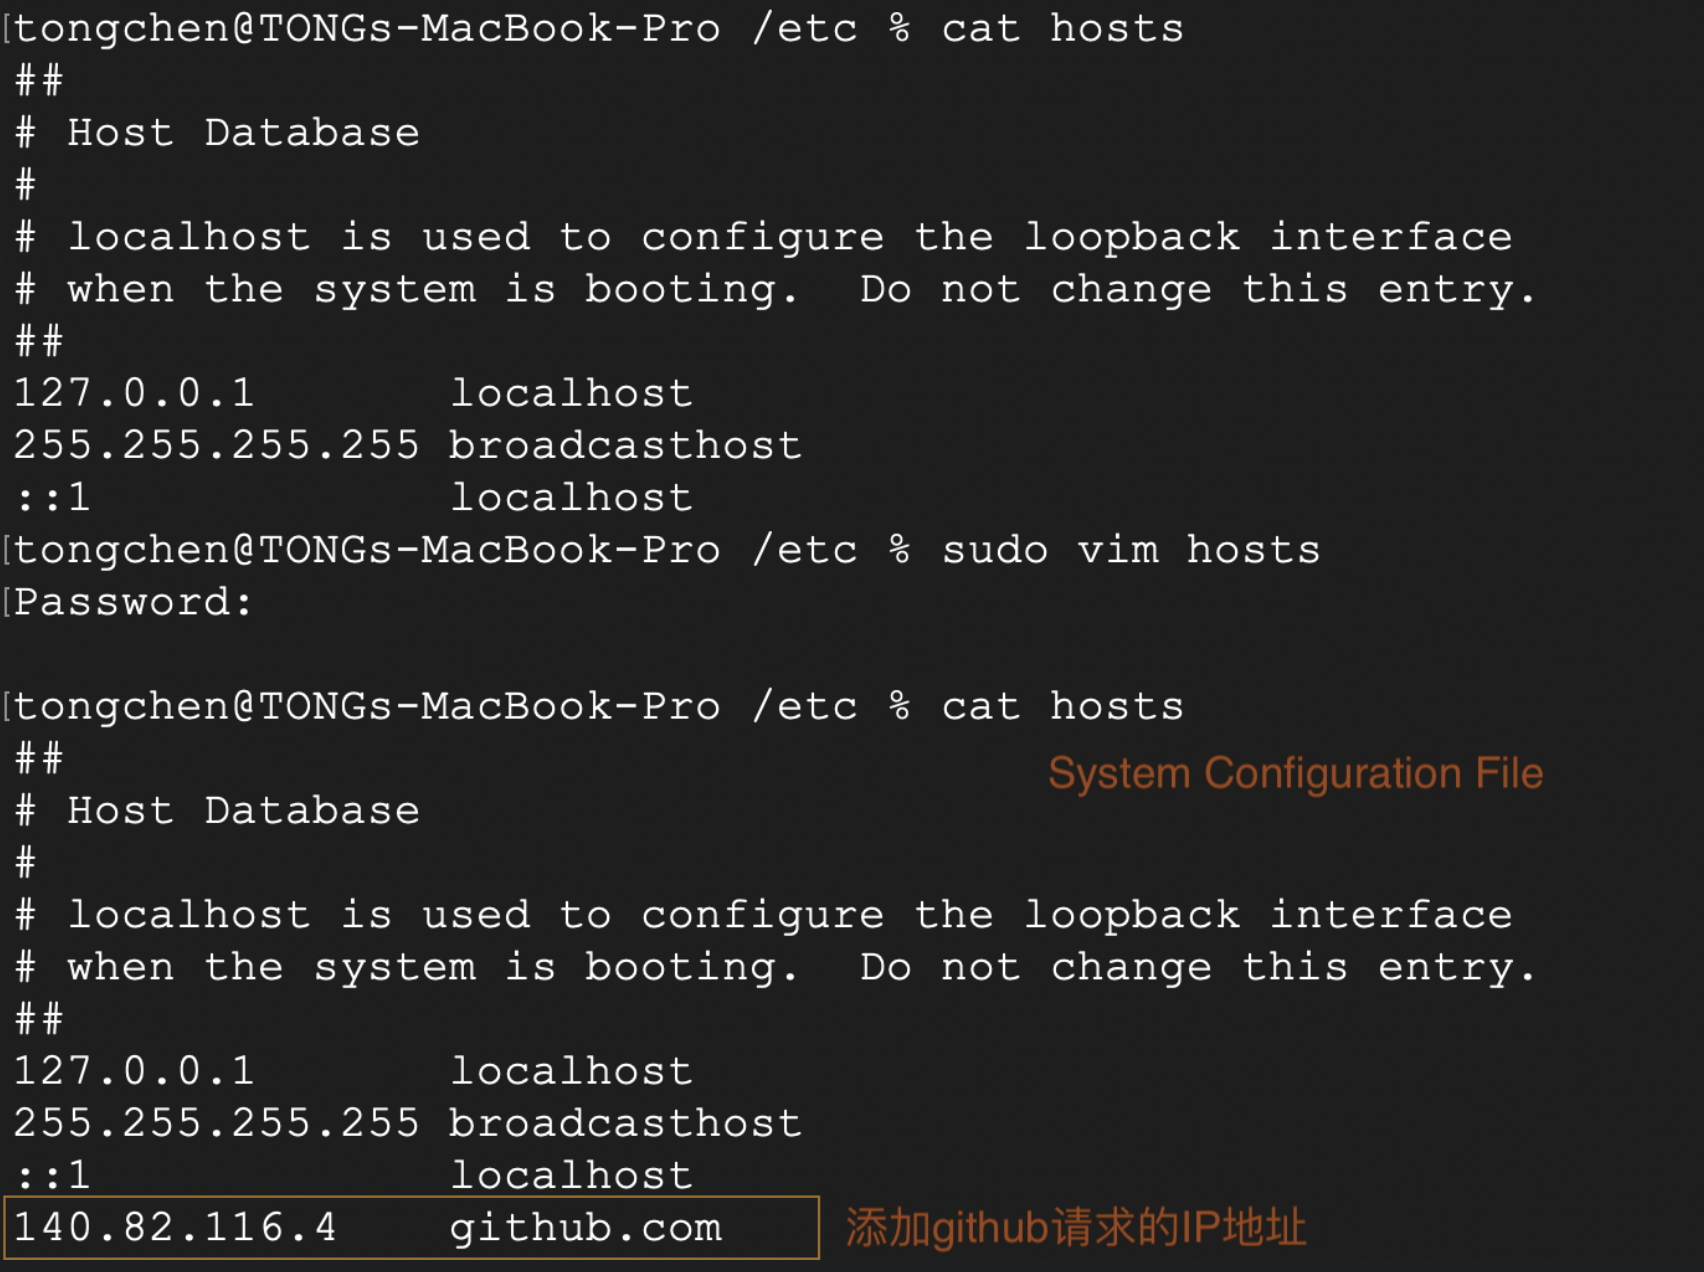 [tongchen@TONGs-MacBook-Pro /etc % cat hosts
##
# Host Database
#
# localhost is used to configure the loopback interface
# when the system is booting.  Do not change this entry.
##
127.0.0.1       localhost
255.255.255.255 broadcasthost
::1             localhost
[tongchen@TONGs-MacBook-Pro /etc % sudo vim hosts
[Password:
[tongchen@TONGs-MacBook-Pro /etc % cat hosts
##
System Configuration File
# Host Database
#
# localhost is used to configure the loopback interface
# when the system is booting.  Do not change this entry.
##
127.0.0.1       localhost
255.255.255.255 broadcasthost
::1             localhost
140.82.116.4    github.com 添加github请求的IP地址